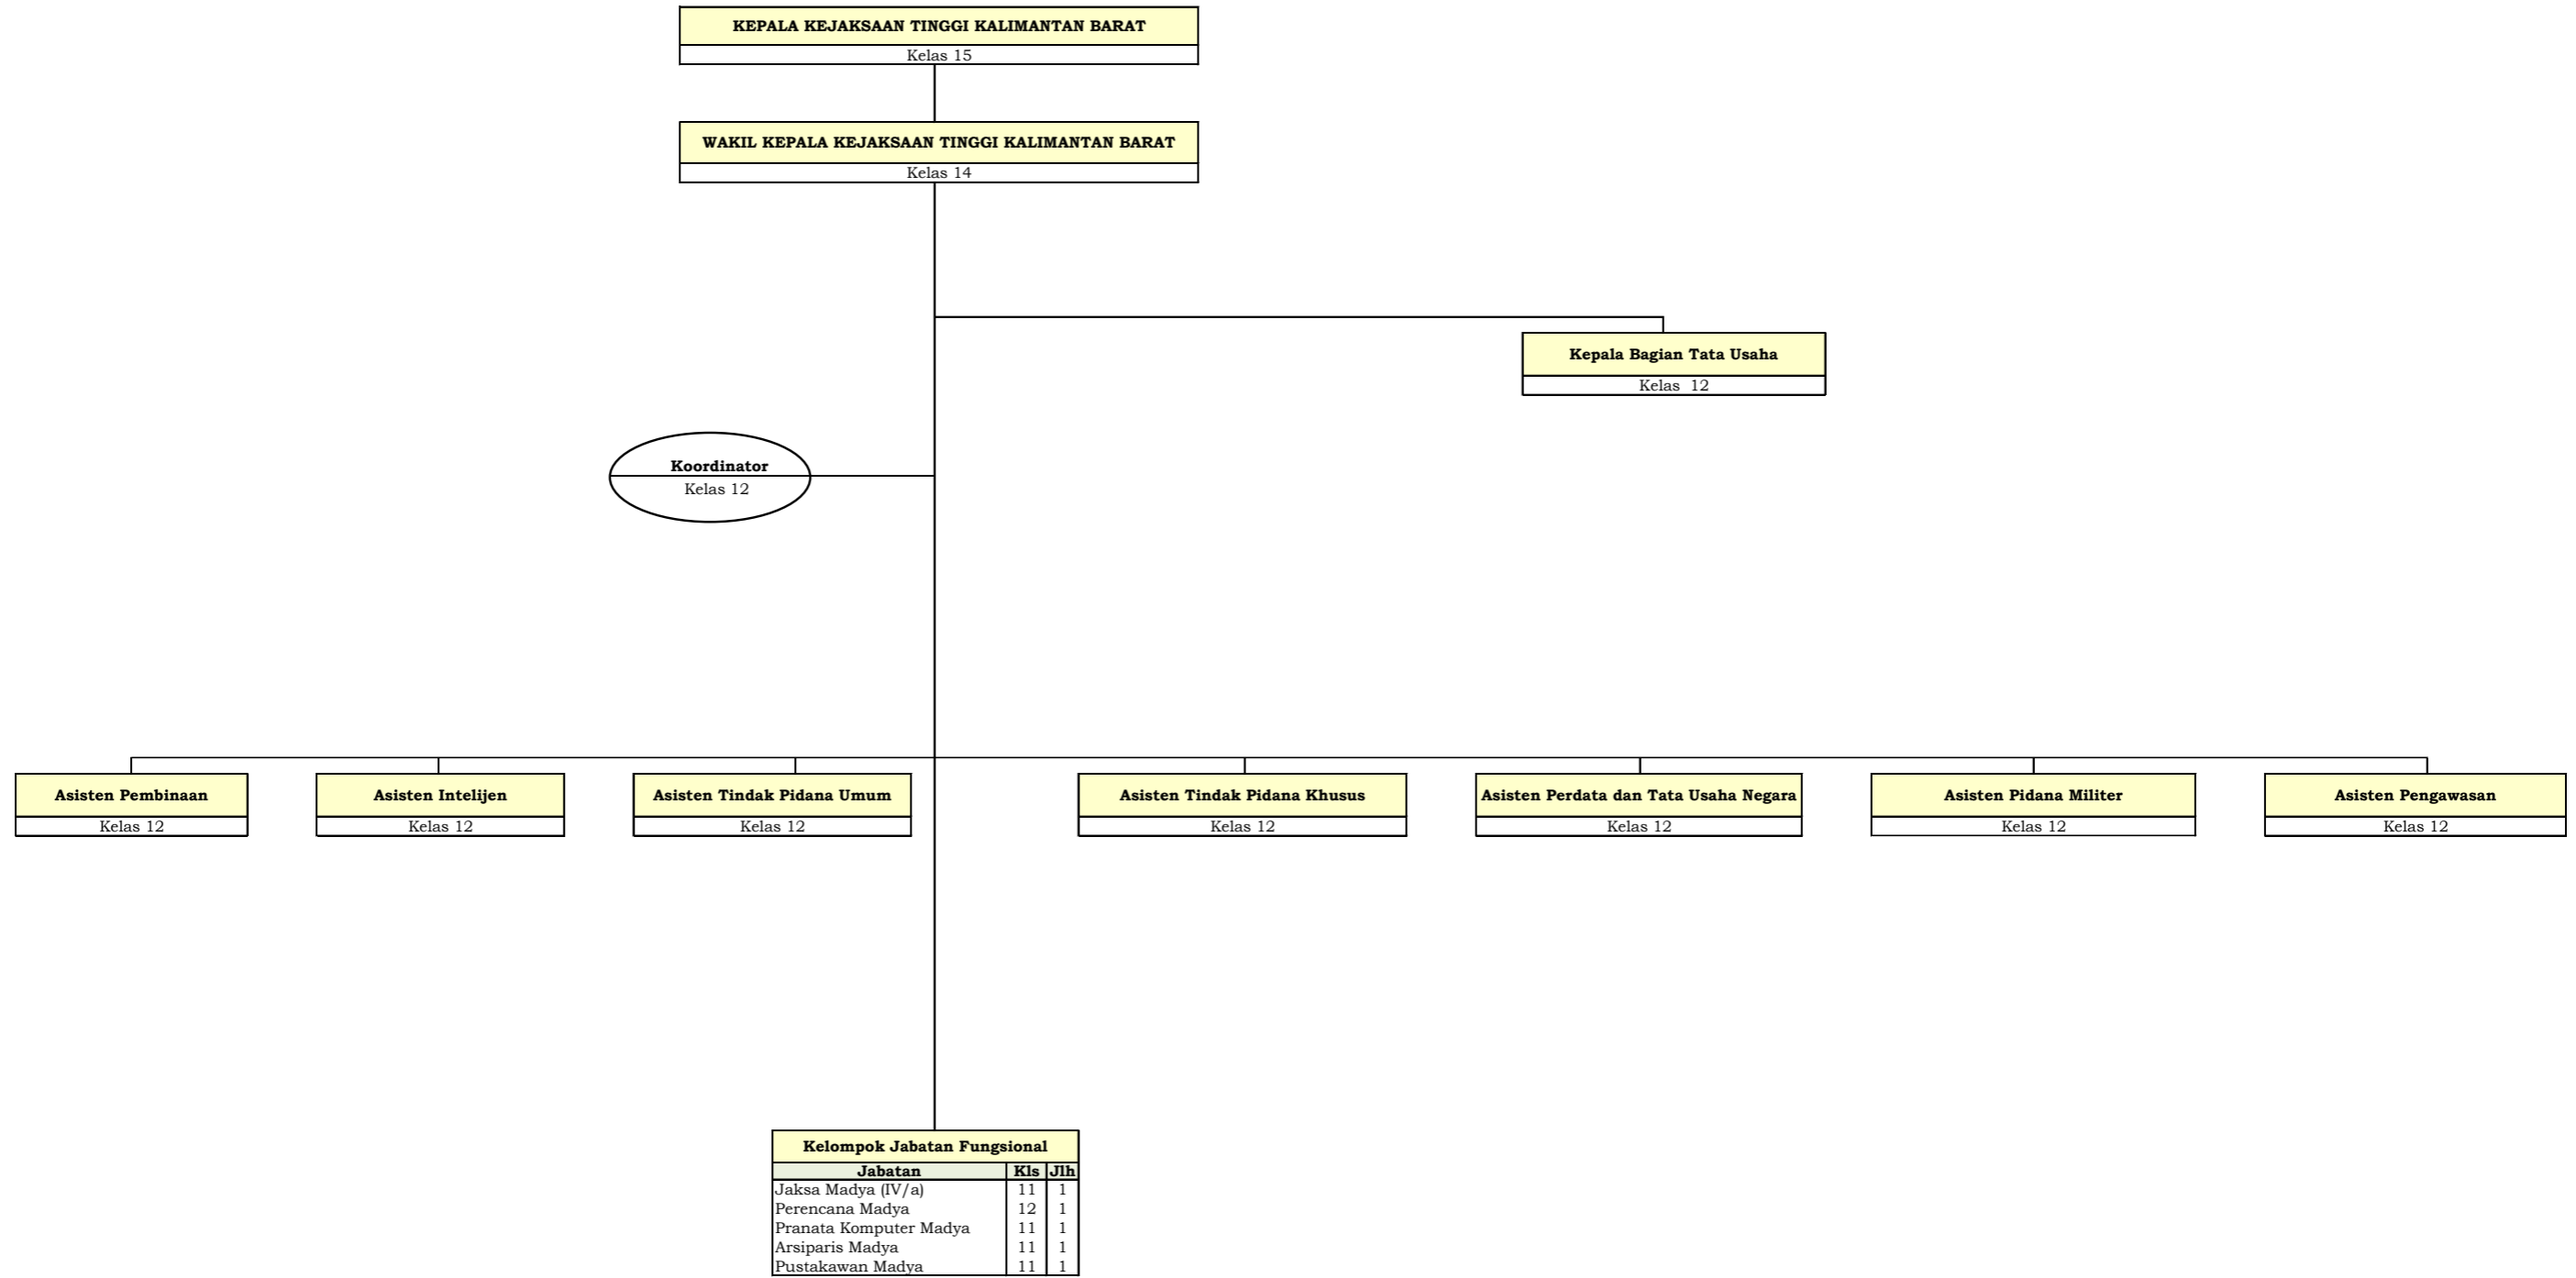 KEPALA KEJAKSAAN TINGGI KALIMANTAN BARAT
Kelas 15
WAKIL KEPALA KEJAKSAAN TINGGI KALIMANTAN BARAT
Kelas 14
Kepala Bagian Tata Usaha
Kelas 12
Koordinator
Kelas 12
Asisten Pembinaan
Kelas 12
Asisten Intelijen
Kelas 12
Asisten Tindak Pidana Umum
Kelas 12
Asisten Tindak Pidana Khusus
Kelas 12
Asisten Perdata dan Tata Usaha Negara
Kelas 12
Asisten Pidana Militer
Kelas 12
Asisten Pengawasan
Kelas 12
Kelompok Jabatan Fungsional
Jabatan Kls Jlh
Jaksa Madya (IV/a) 11 1
Perencana Madya 12 1
Pranata Komputer Madya 11 1
Arsiparis Madya 11 1
Pustakawan Madya 11 1